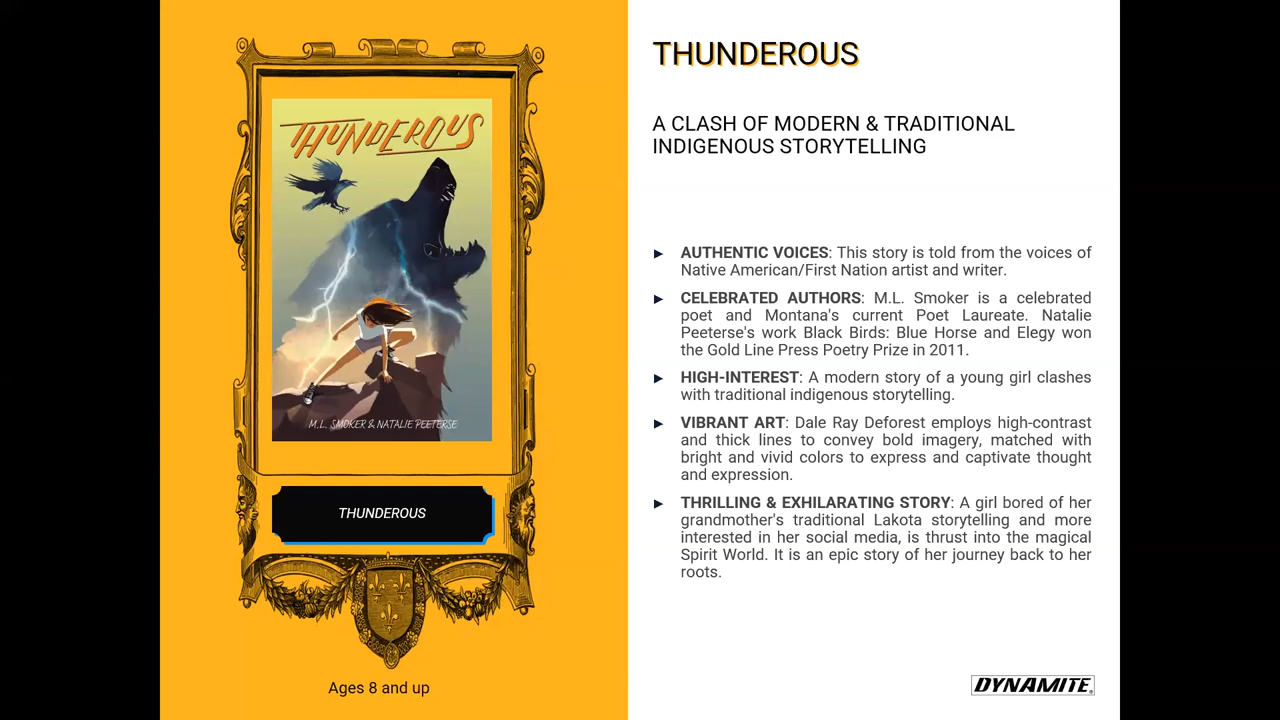 THUNDEROUS
M.L. SMOKER & NATALIE PEETERSE
THUNDEROUS
Ages 8 and up
THUNDEROUS
A CLASH OF MODERN & TRADITIONAL
INDIGENOUS STORYTELLING
► AUTHENTIC VOICES: This story is told from the voices of
Native American/First Nation artist and writer.
► CELEBRATED AUTHORS: M.L. Smoker is a celebrated
poet and Montana's current Poet Laureate. Natalie
Peeterse's work Black Birds: Blue Horse and Elegy won
the Gold Line Press Poetry Prize in 2011.
► HIGH-INTEREST: A modern story of a young girl clashes
with traditional indigenous storytelling.
► VIBRANT ART: Dale Ray Deforest employs high-contrast
and thick lines to convey bold imagery, matched with
bright and vivid colors to express and captivate thought
and expression.
► THRILLING & EXHILARATING STORY: A girl bored of her
grandmother's traditional Lakota storytelling and more
interested in her social media, is thrust into the magical
Spirit World. It is an epic story of her journey back to her
roots.
DYNAMITE®